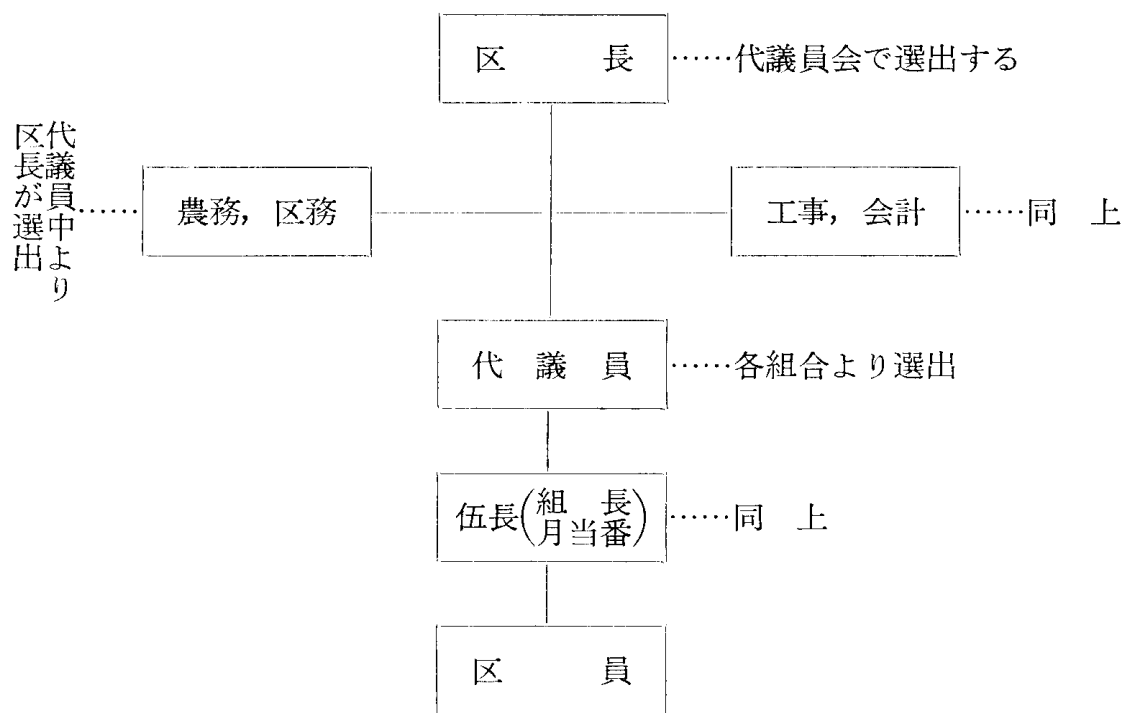 区　　長……代議員会で選出する
代議員中より
区長が選出
……農務，区務
工事，会計……同　上
代　議　員……各組合より選出
伍長(組　長
月当番)……同　上
区　　員